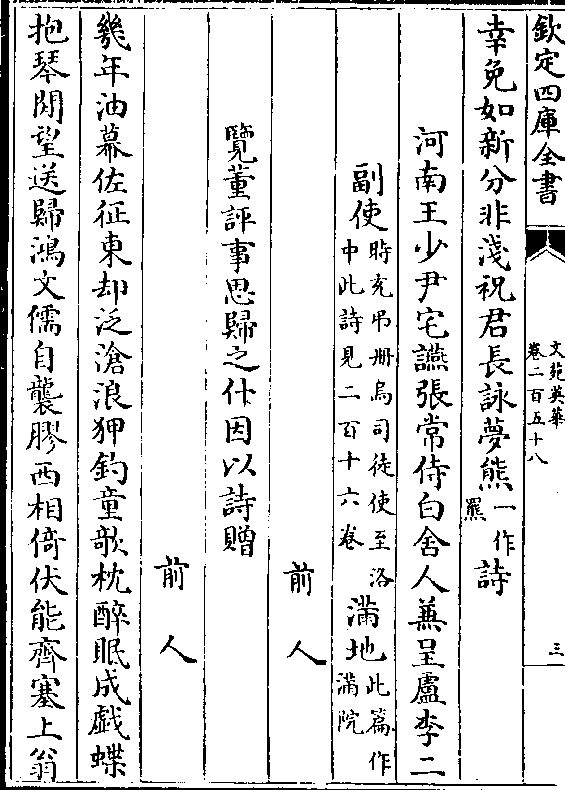 欽定四庫全書
文苑英華
卷二百五十八
三
幸免如新分非淺祝君長詠夢熊一作羆詩
河南王少尹宅讌張常侍白舍人兼呈盧李二
副使時充弔冊烏司徒使至洛中此詩見二百十六卷滿地此篇作滿院
前人
覽董評事思歸之什因以詩贈
前人
幾年油幕佐征東却泛滄浪狎釣童欹枕醉眠成戱蝶
抱琴閑望送歸鴻文儒自襲膠西相倚伏能齊塞上翁